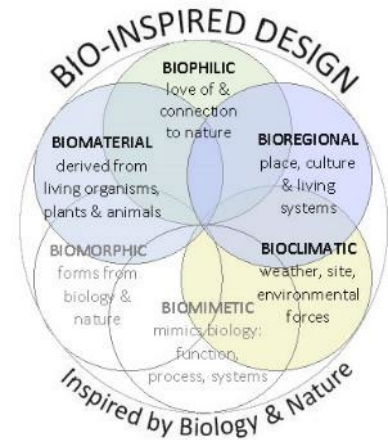 BIO-INSPIRED DESIGN
BIOPHILIC
love of &
connection
to nature
BIOMATERIAL
derived from
living organisms,
plants & animals
BIOREGIONAL
place, culture
& living
systems
BIOMORPHIC
forms from
biology &
nature
BIOCLIMATIC
weather, site,
environmental
forces
BIOMIMETIC
mimics biology:
function,
process, systems
Inspired by Biology & Nature